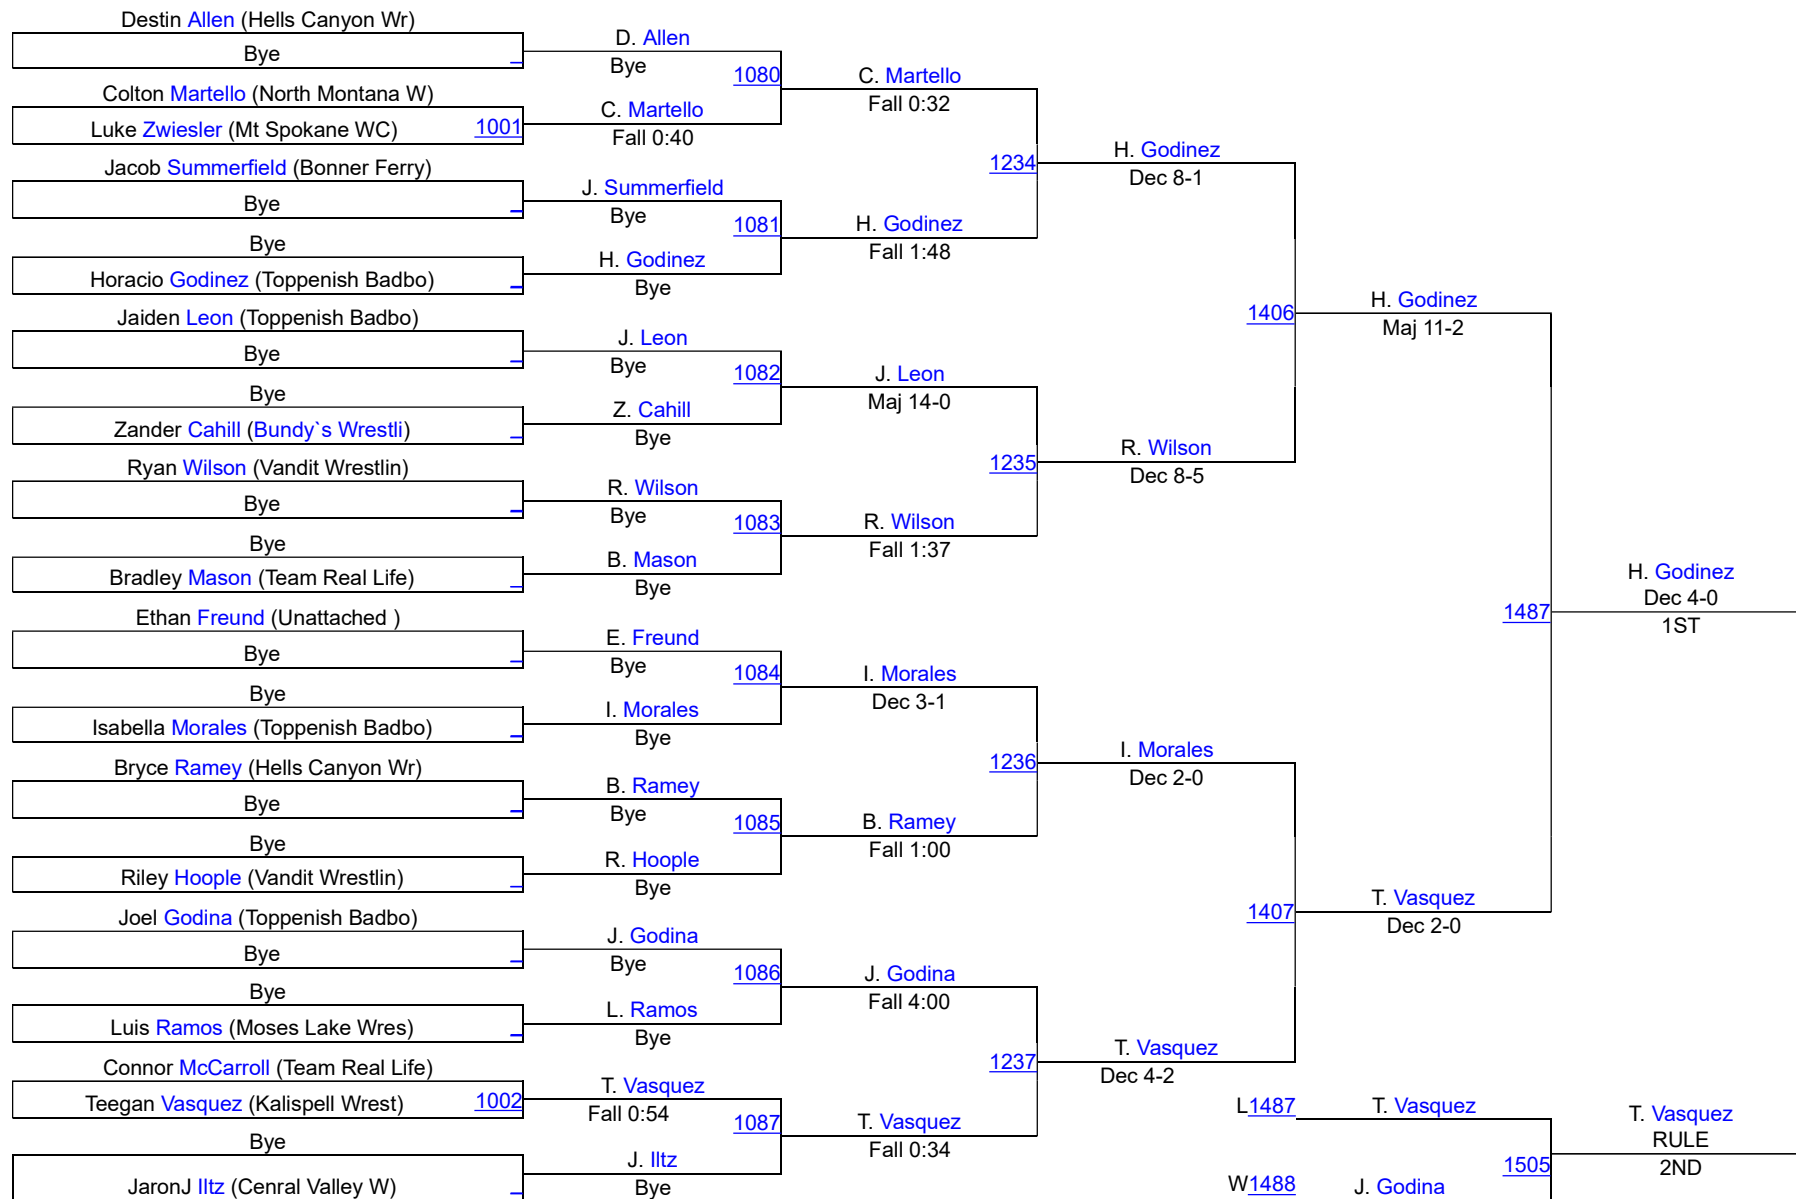 Destin Allen (Hells Canyon Wr)
Bye
Colton Martello (North Montana W)
Luke Zwiesler (Mt Spokane WC) 1001
Jacob Summerfield (Bonner Ferry)
Bye
Bye
Horacio Godinez (Toppenish Badbo)
Jaiden Leon (Toppenish Badbo)
Bye
Bye
Zander Cahill (Bundy`s Wrestli)
Ryan Wilson (Vandit Wrestlin)
Bye
Bye
Bradley Mason (Team Real Life)
Ethan Freund (Unattached )
Bye
Bye
Isabella Morales (Toppenish Badbo)
Bryce Ramey (Hells Canyon Wr)
Bye
Bye
Riley Hoople (Vandit Wrestlin)
Joel Godina (Toppenish Badbo)
Bye
Bye
Luis Ramos (Moses Lake Wres)
Connor McCarroll (Team Real Life)
Teegan Vasquez (Kalispell Wrest) 1002
Bye
JaronJ Iltz (Cenral Valley W)
D. Allen
Bye
1080
C. Martello
Fall 0:40
J. Summerfield
Bye
1081
H. Godinez
Bye
J. Leon
Bye
1082
Z. Cahill
Bye
R. Wilson
Bye
1083
B. Mason
Bye
E. Freund
Bye
1084
I. Morales
Bye
B. Ramey
Bye
1085
R. Hoople
Bye
J. Godina
Bye
1086
L. Ramos
Bye
T. Vasquez
Fall 0:54
1087
J. Iltz
Bye
C. Martello
Fall 0:32
1234
H. Godinez
Fall 1:48
J. Leon
Maj 14-0
1235
R. Wilson
Fall 1:37
I. Morales
Dec 3-1
1236
B. Ramey
Fall 1:00
J. Godina
Fall 4:00
1237
T. Vasquez
Fall 0:34
H. Godinez
Dec 8-1
1406
R. Wilson
Dec 8-5
I. Morales
Dec 2-0
1407
T. Vasquez
Dec 4-2
H. Godinez
Maj 11-2
1487
T. Vasquez
Dec 2-0
H. Godinez
Dec 4-0
1ST
L1487 T. Vasquez
1505
W1488 J. Godina
T. Vasquez
RULE
2ND